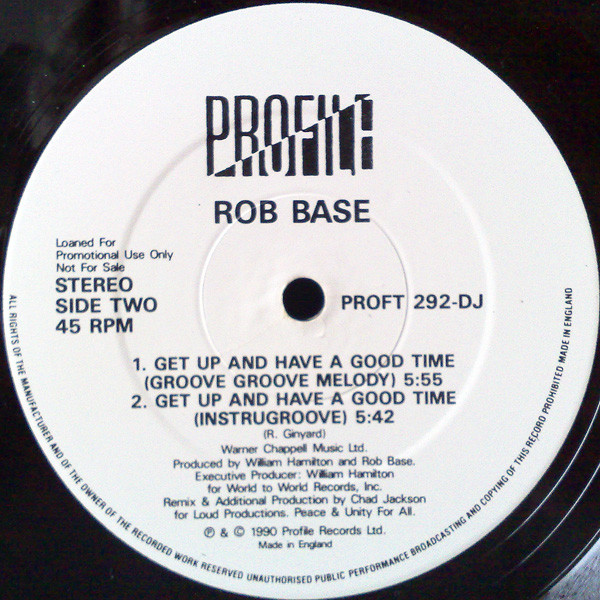 PROFILE
ROB BASE
Loaned For
Promotional Use Only
Not For Sale
STEREO
SIDE TWO
45 RPM
PROFT 292-DJ
1. GET UP AND HAVE A GOOD TIME
(GROOVE GROOVE MELODY) 5:55
2. GET UP AND HAVE A GOOD TIME
(INSTRUGROOVE) 5:42
(R. Ginyard)
Warner Chappell Music Ltd.
Produced by William Hamilton and Rob Base.
Executive Producer: William Hamilton
for World to World Records, Inc.
Remix & Additional Production by Chad Jackson
for Loud Productions. Peace & Unity For All.
℗ & © 1990 Profile Records Ltd.
Made in England
ALL RIGHTS OF THE MANUFACTURER AND OF THE OWNER OF THE RECORDED WORK RESERVED UNAUTHORISED PUBLIC PERFORMANCE BROADCASTING AND COPYING OF THIS RECORD PROHIBITED MADE IN ENGLAND